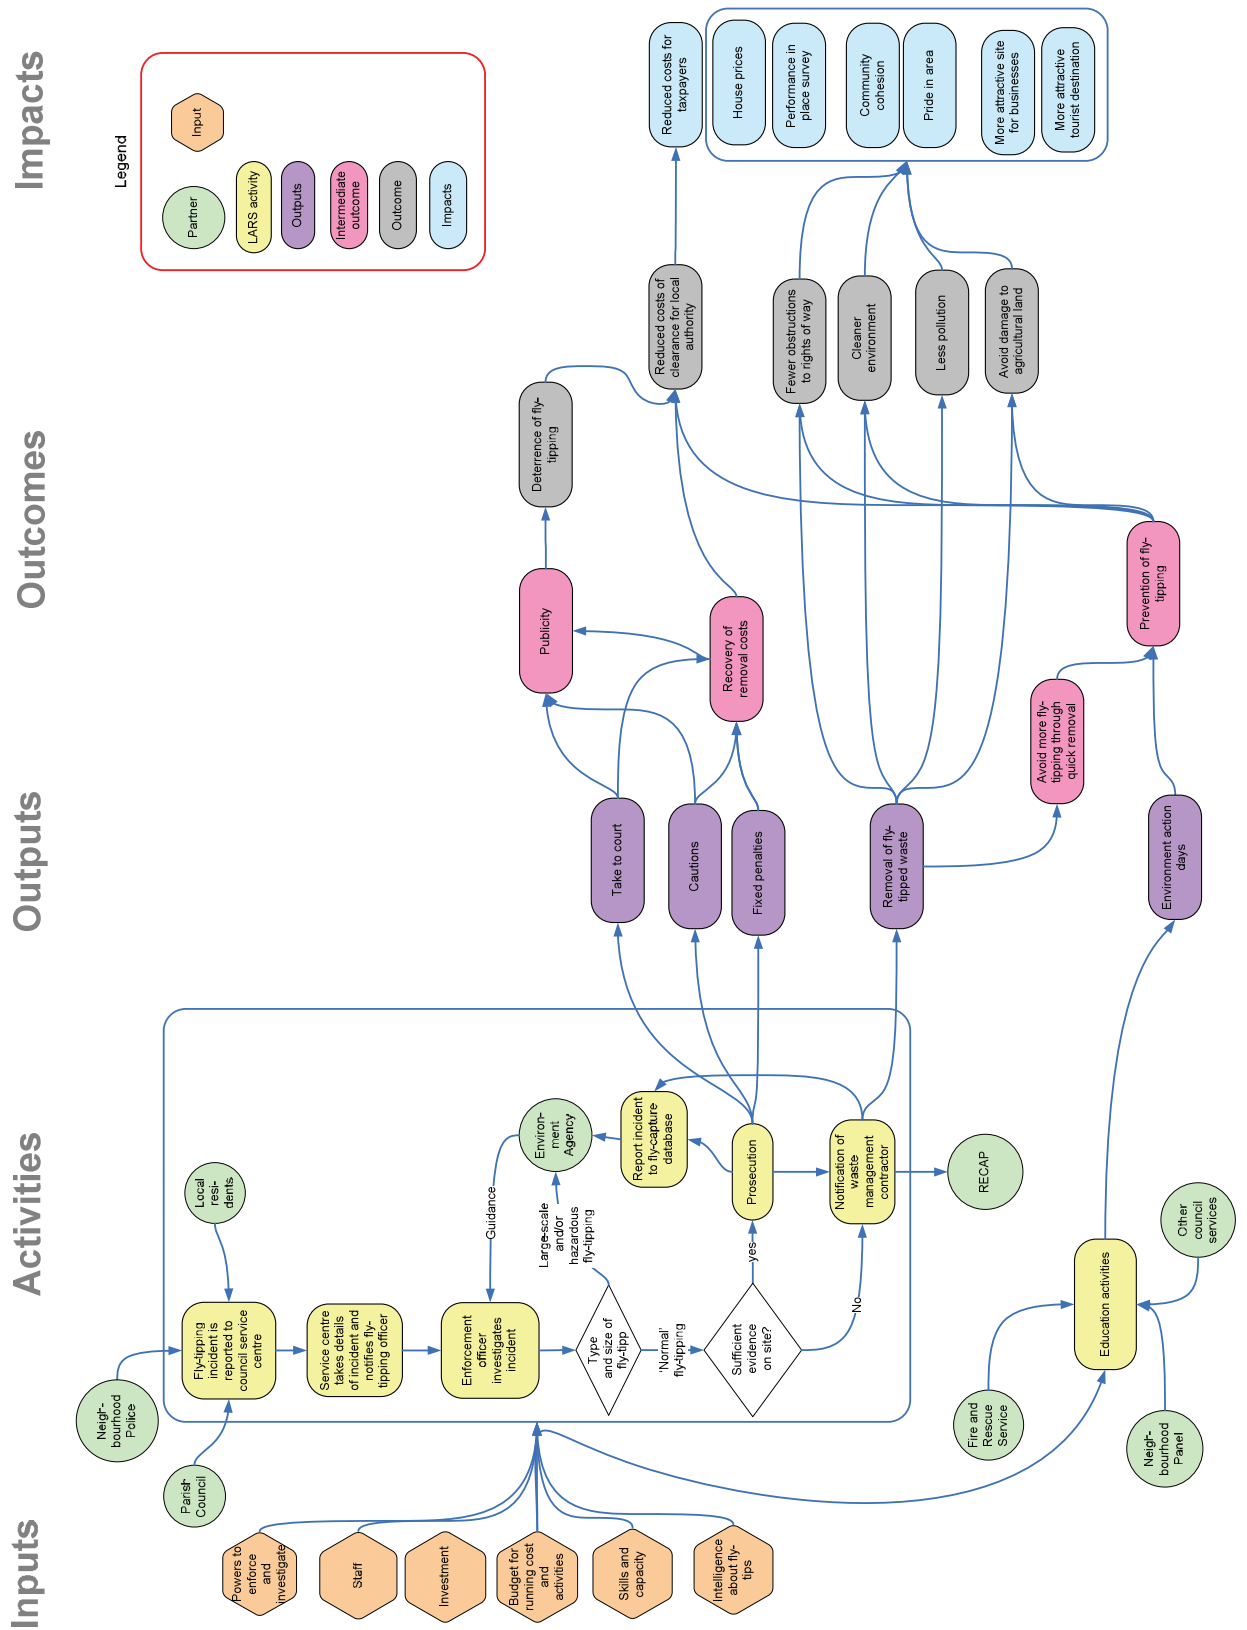 Inputs
Activities
Outputs
Outcomes
Impacts
Legend
Partner
Input
LARS activity
Outputs
Intermediate
outcome
Outcome
Impacts
Powers to
enforce
and
investigate
Staff
Investment
Budget for
running cost
and
activities
Skills and
capacity
Intelligence
about fly-
tips
Neigh-
bourhood
Police
Parish
Council
Local
resi-
dents
Fly-tipping
incident is
reported to
council service
centre
Service centre
takes details
of incident and
notifies fly-
tipping officer
Enforcement
officer
investigates
incident
Guidance
Environ-
ment
Agency
Type
and size of
fly-tipp
Large-scale
and/or
hazardous
fly-tipping
'Normal'
fly-tipping
Report incident
to fly-capture
database
Sufficient
evidence
on site?
yes
No
Prosecution
Notification of
waste
management
contractor
RECAP
Fire and
Rescue
Service
Neigh-
bourhood
Panel
Other
council
services
Education activities
Take to court
Cautions
Fixed penalties
Removal of fly-
tipped waste
Environment action
days
Publicity
Recovery of
removal costs
Avoid more fly-
tipping through
quick removal
Prevention of fly-
tipping
Deterrence of fly-
tipping
Reduced costs of
clearance for local
authority
Fewer obstructions
to rights of way
Cleaner
environment
Less pollution
Avoid damage to
agricultural land
Reduced costs for
taxpayers
House prices
Performance in
place survey
Community
cohesion
Pride in area
More attractive site
for businesses
More attractive
tourist destination